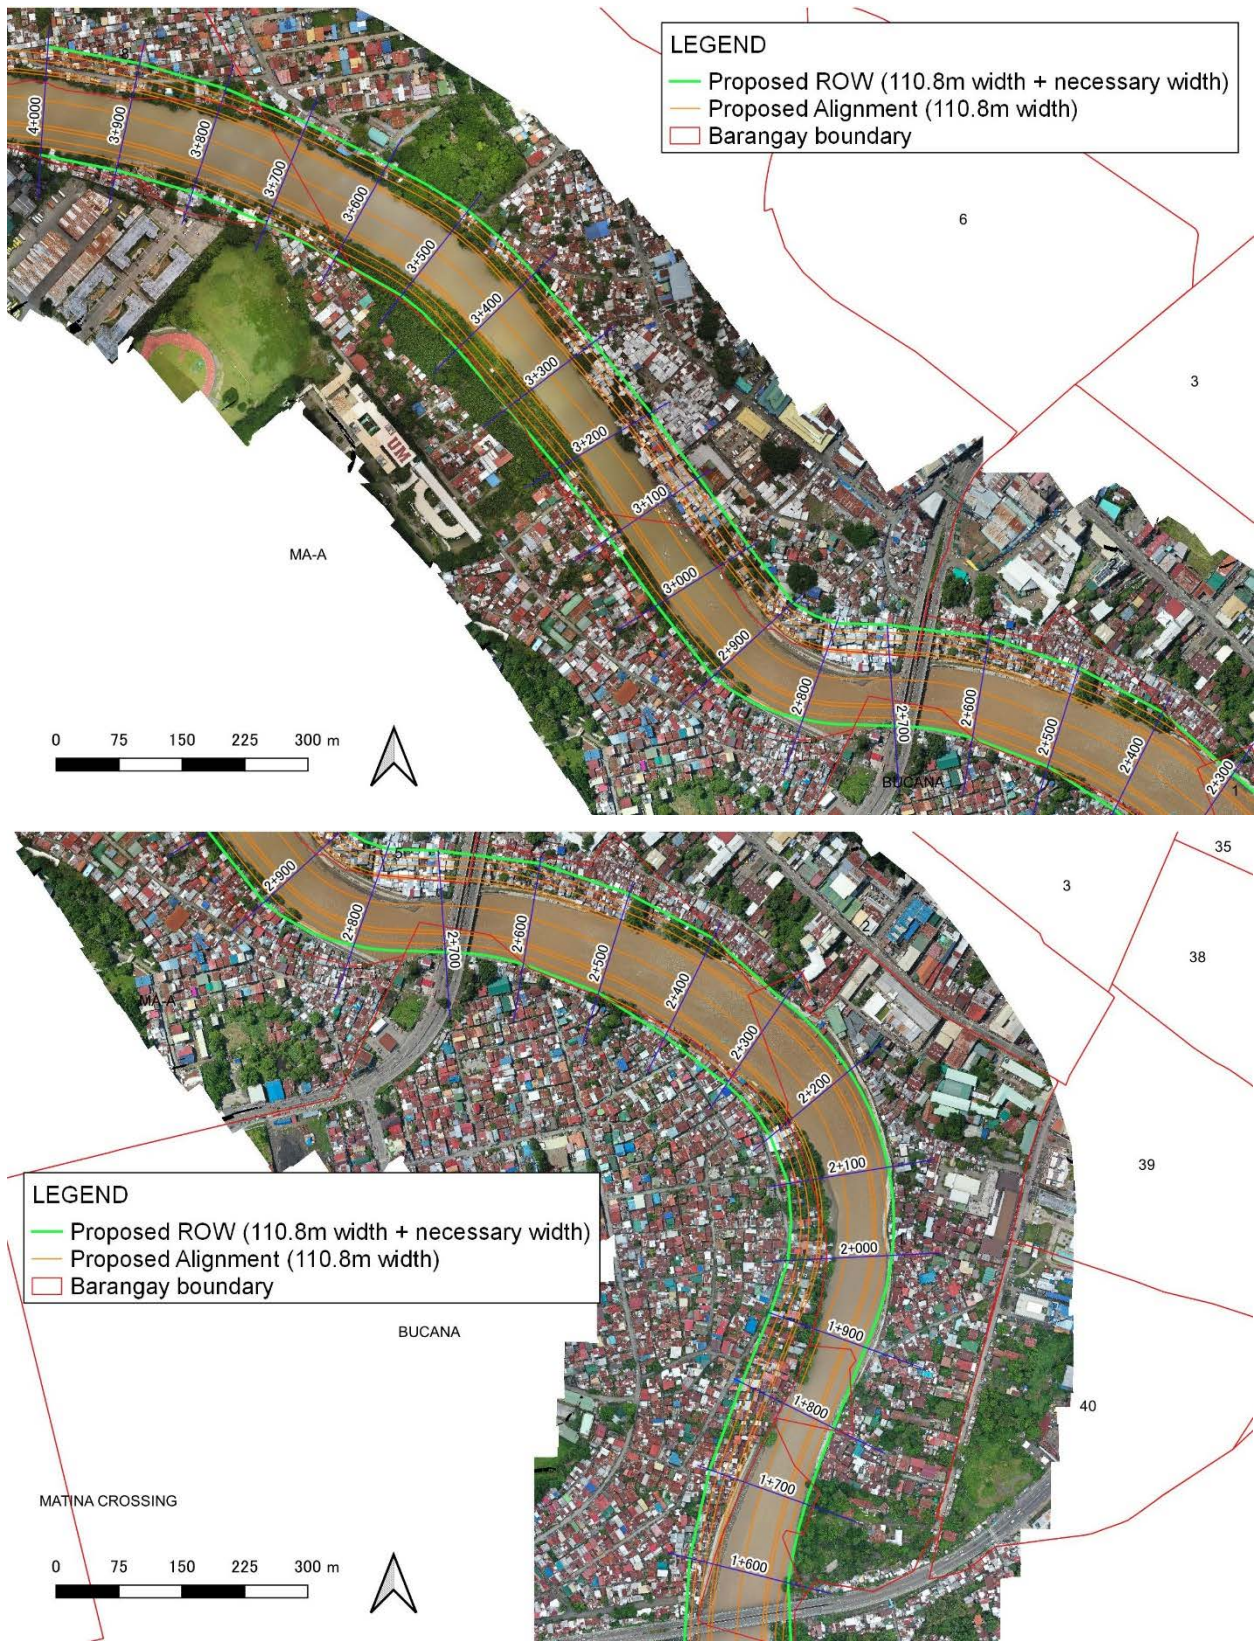 LEGEND
Proposed ROW (110.8m width + necessary width)
Proposed Alignment (110.8m width)
Barangay boundary
8
4+000
3+900
3+800
3+700
3+600
3+500
3+400
3+300
3+200
3+100
3+000
2+900
2+800
2+700
2+600
2+500
2+400
2+300
6
3
5
2
1
UM
MA-A
BUCANA
0 75 150 225 300 m
2+900
2+800
2+700
2+600
2+500
2+400
2+300
2+200
2+100
2+000
1+900
1+800
1+700
1+600
5
2
3
35
38
39
40
MA-A
LEGEND
Proposed ROW (110.8m width + necessary width)
Proposed Alignment (110.8m width)
Barangay boundary
BUCANA
MATINA CROSSING
0 75 150 225 300 m